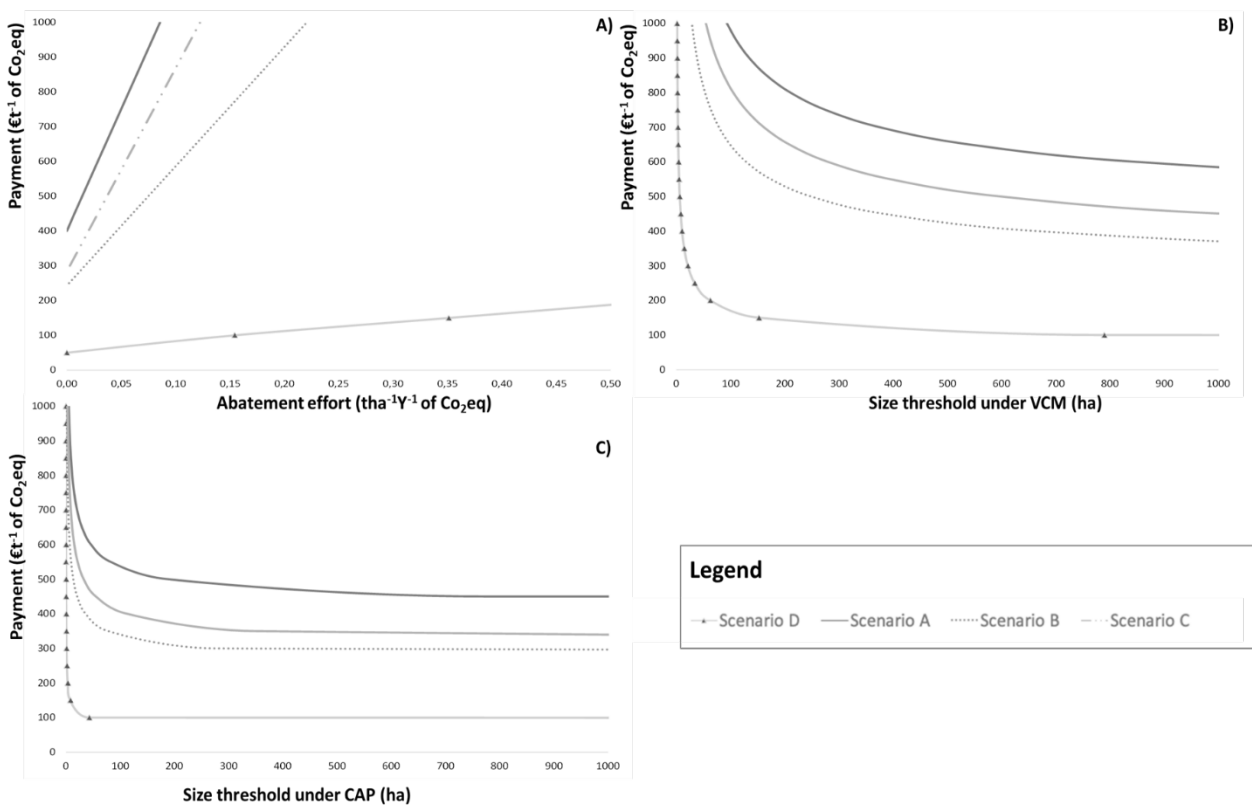 A)
Payment (€t⁻¹ of Co₂eq)
1000
900
800
700
600
500
400
300
200
100
0
0,00 0,05 0,10 0,15 0,20 0,25 0,30 0,35 0,40 0,45 0,50
Abatement effort (tha⁻¹Y⁻¹ of Co₂eq)
B)
Payment (€t⁻¹ of Co₂eq)
1000
900
800
700
600
500
400
300
200
100
0
0 100 200 300 400 500 600 700 800 900 1000
Size threshold under VCM (ha)
C)
Payment (€t⁻¹ of Co₂eq)
1000
900
800
700
600
500
400
300
200
100
0
0 100 200 300 400 500 600 700 800 900 1000
Size threshold under CAP (ha)
Legend
Scenario D Scenario A Scenario B Scenario C